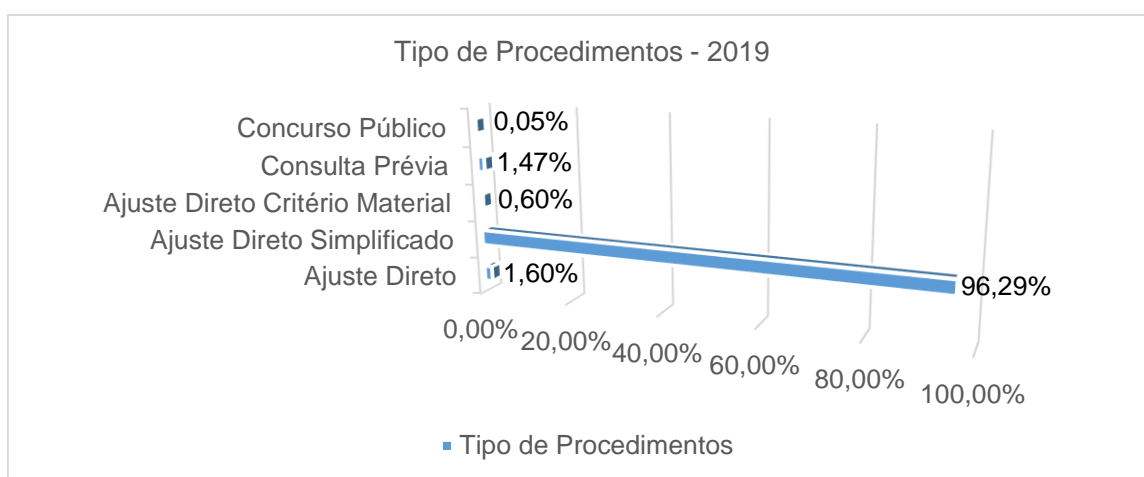 Tipo de Procedimentos - 2019
Concurso Público 0,05%
Consulta Prévia 1,47%
Ajuste Direto Critério Material 0,60%
Ajuste Direto Simplificado 96,29%
Ajuste Direto 1,60%
0,00% 20,00% 40,00% 60,00% 80,00% 100,00%
Tipo de Procedimentos